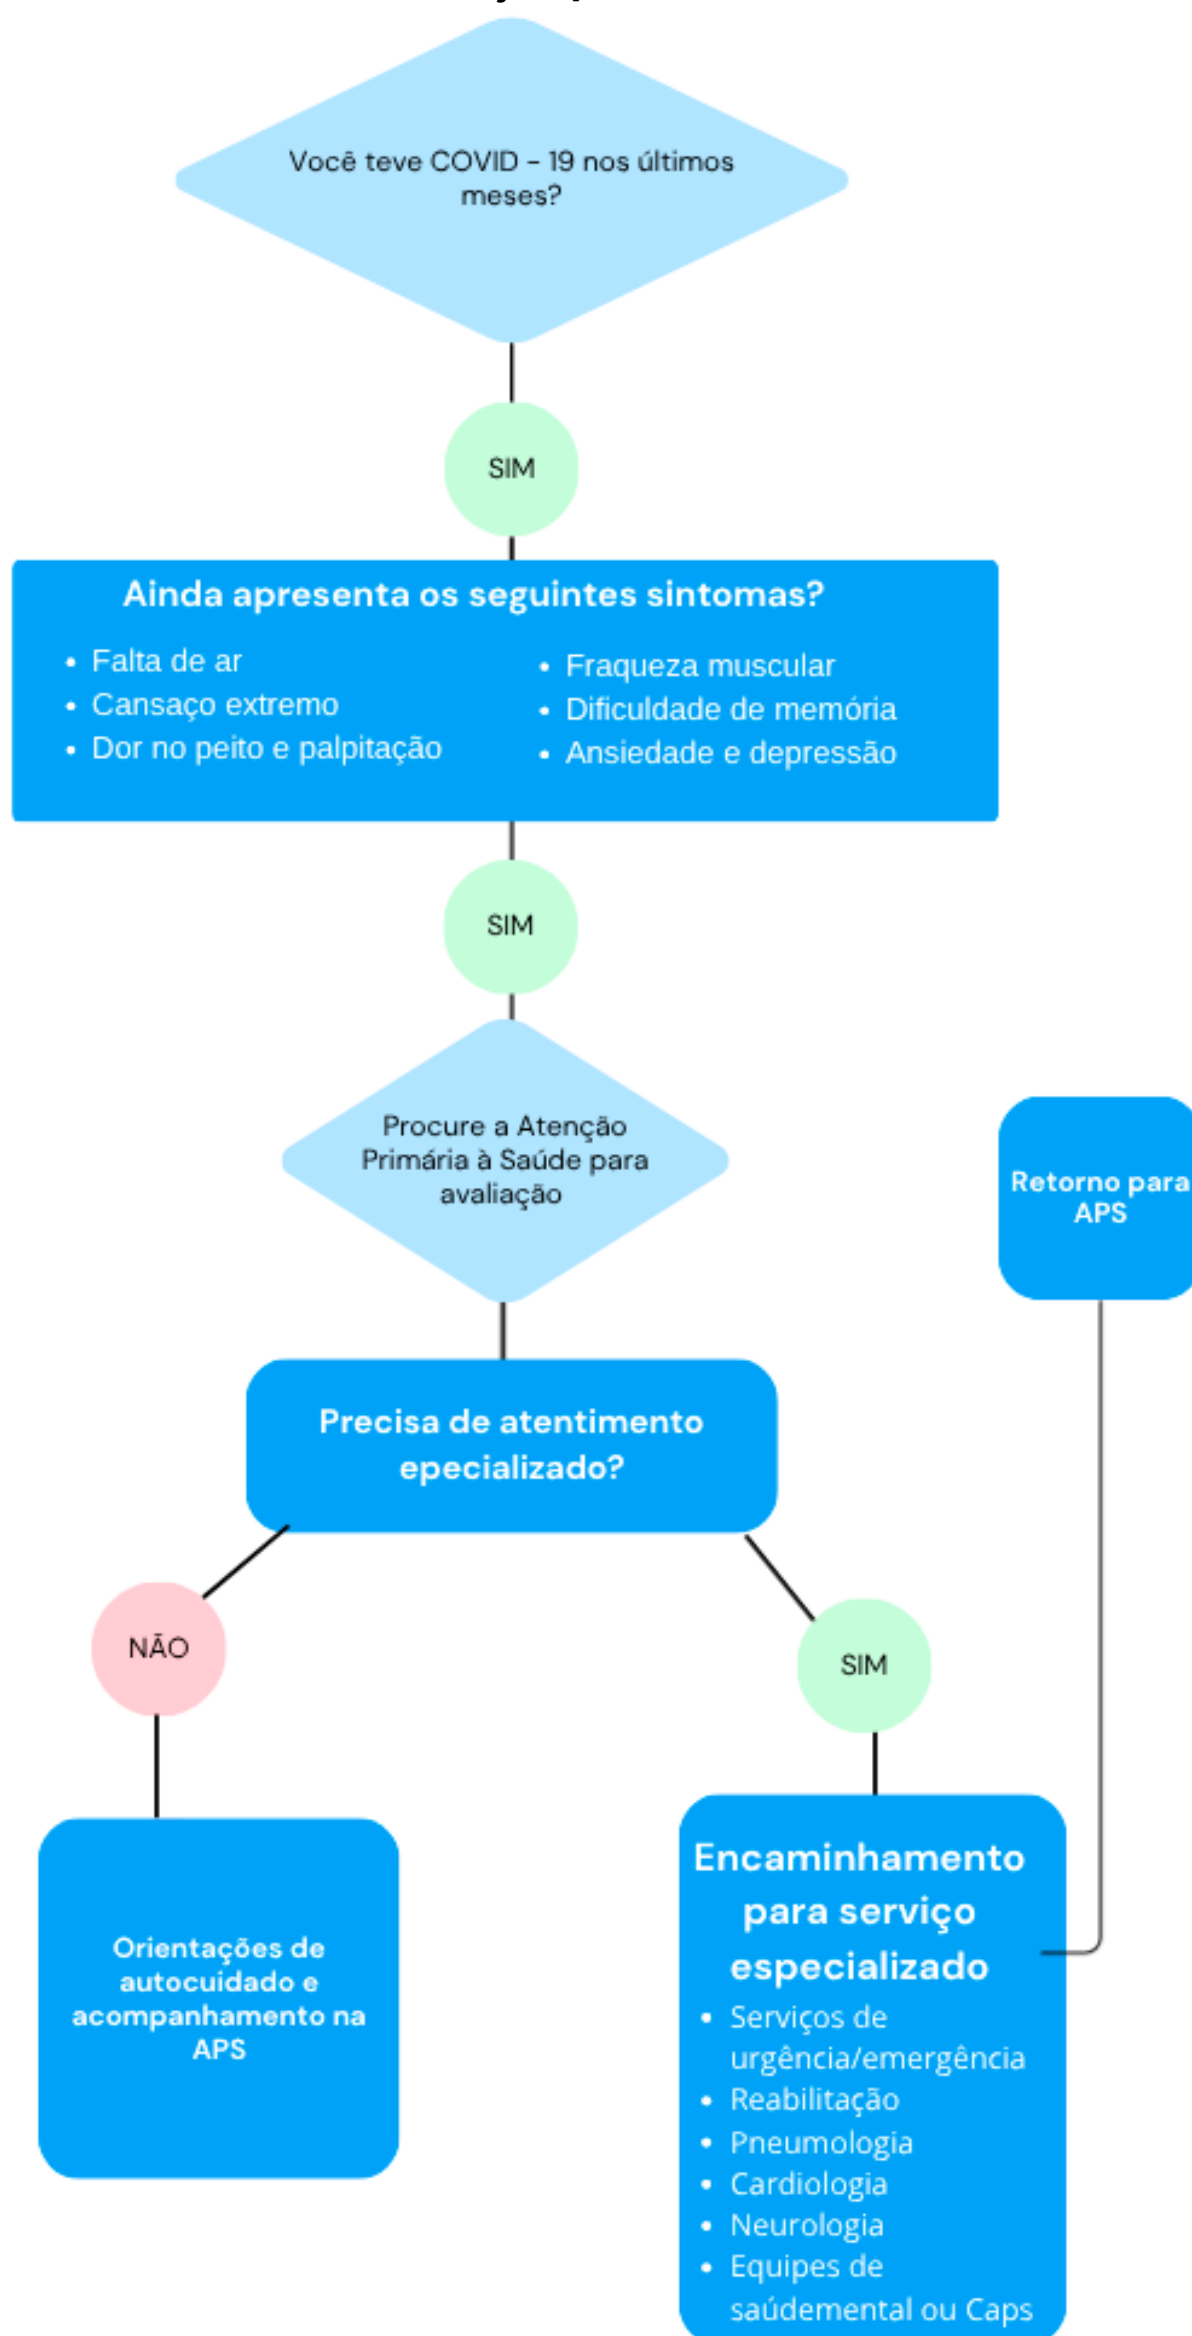 Você teve COVID - 19 nos últimos
meses?
SIM
Ainda apresenta os seguintes sintomas?
• Falta de ar
• Cansaço extremo
• Dor no peito e palpitação
• Fraqueza muscular
• Dificuldade de memória
• Ansiedade e depressão
SIM
Procure a Atenção
Primária à Saúde para
avaliação
Retorno para
APS
Precisa de atentimento
epecializado?
NÃO
SIM
Orientações de
autocuidado e
acompanhamento na
APS
Encaminhamento
para serviço
especializado
• Serviços de
urgência/emergência
• Reabilitação
• Pneumologia
• Cardiologia
• Neurologia
• Equipes de
saúdemental ou Caps